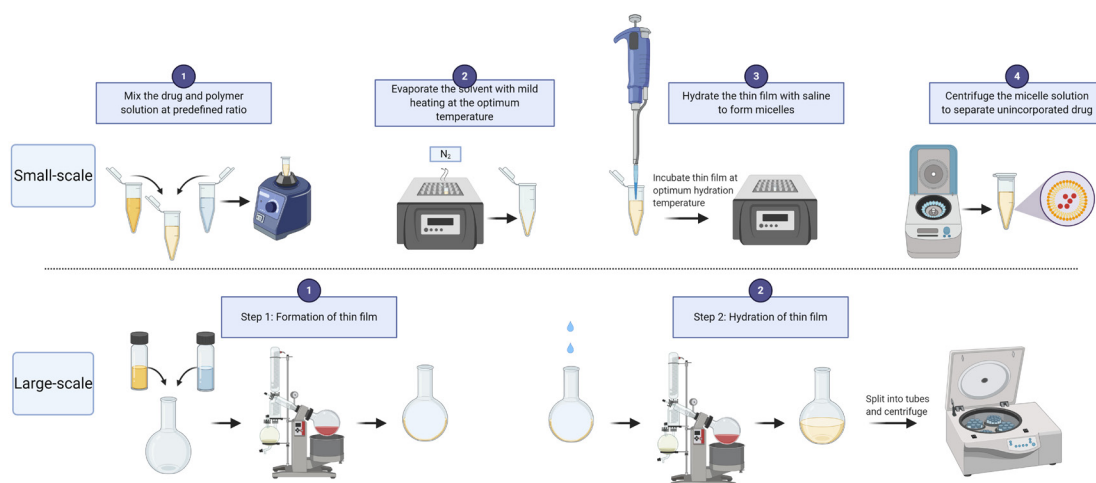 1
Mix the drug and polymer
solution at predefined ratio
2
Evaporate the solvent with mild
heating at the optimum
temperature
3
Hydrate the thin film with saline
to form micelles
4
Centrifuge the micelle solution
to separate unincorporated drug
Small-scale
N₂
Incubate thin film at
optimum hydration
temperature
1
Step 1: Formation of thin film
2
Step 2: Hydration of thin film
Large-scale
Split into tubes
and centrifuge